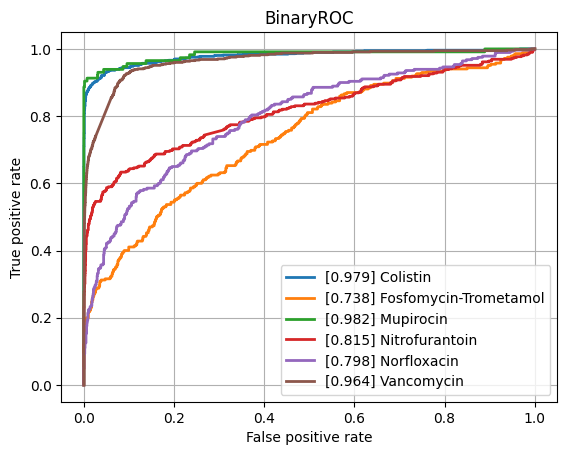 BinaryROC
True positive rate
1.0
0.8
0.6
0.4
0.2
0.0
[0.979] Colistin
[0.738] Fosfomycin-Trometamol
[0.982] Mupirocin
[0.815] Nitrofurantoin
[0.798] Norfloxacin
[0.964] Vancomycin
0.0 0.2 0.4 0.6 0.8 1.0
False positive rate